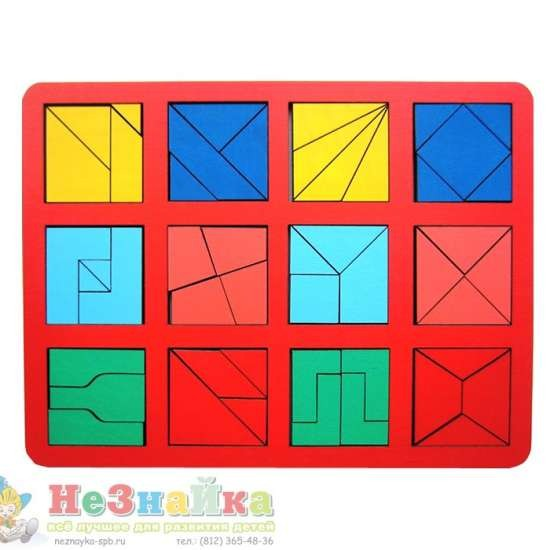 НеЗнайка
всё лучшее для развития детей
neznayka-spb.ru тел: (812) 365-48-36